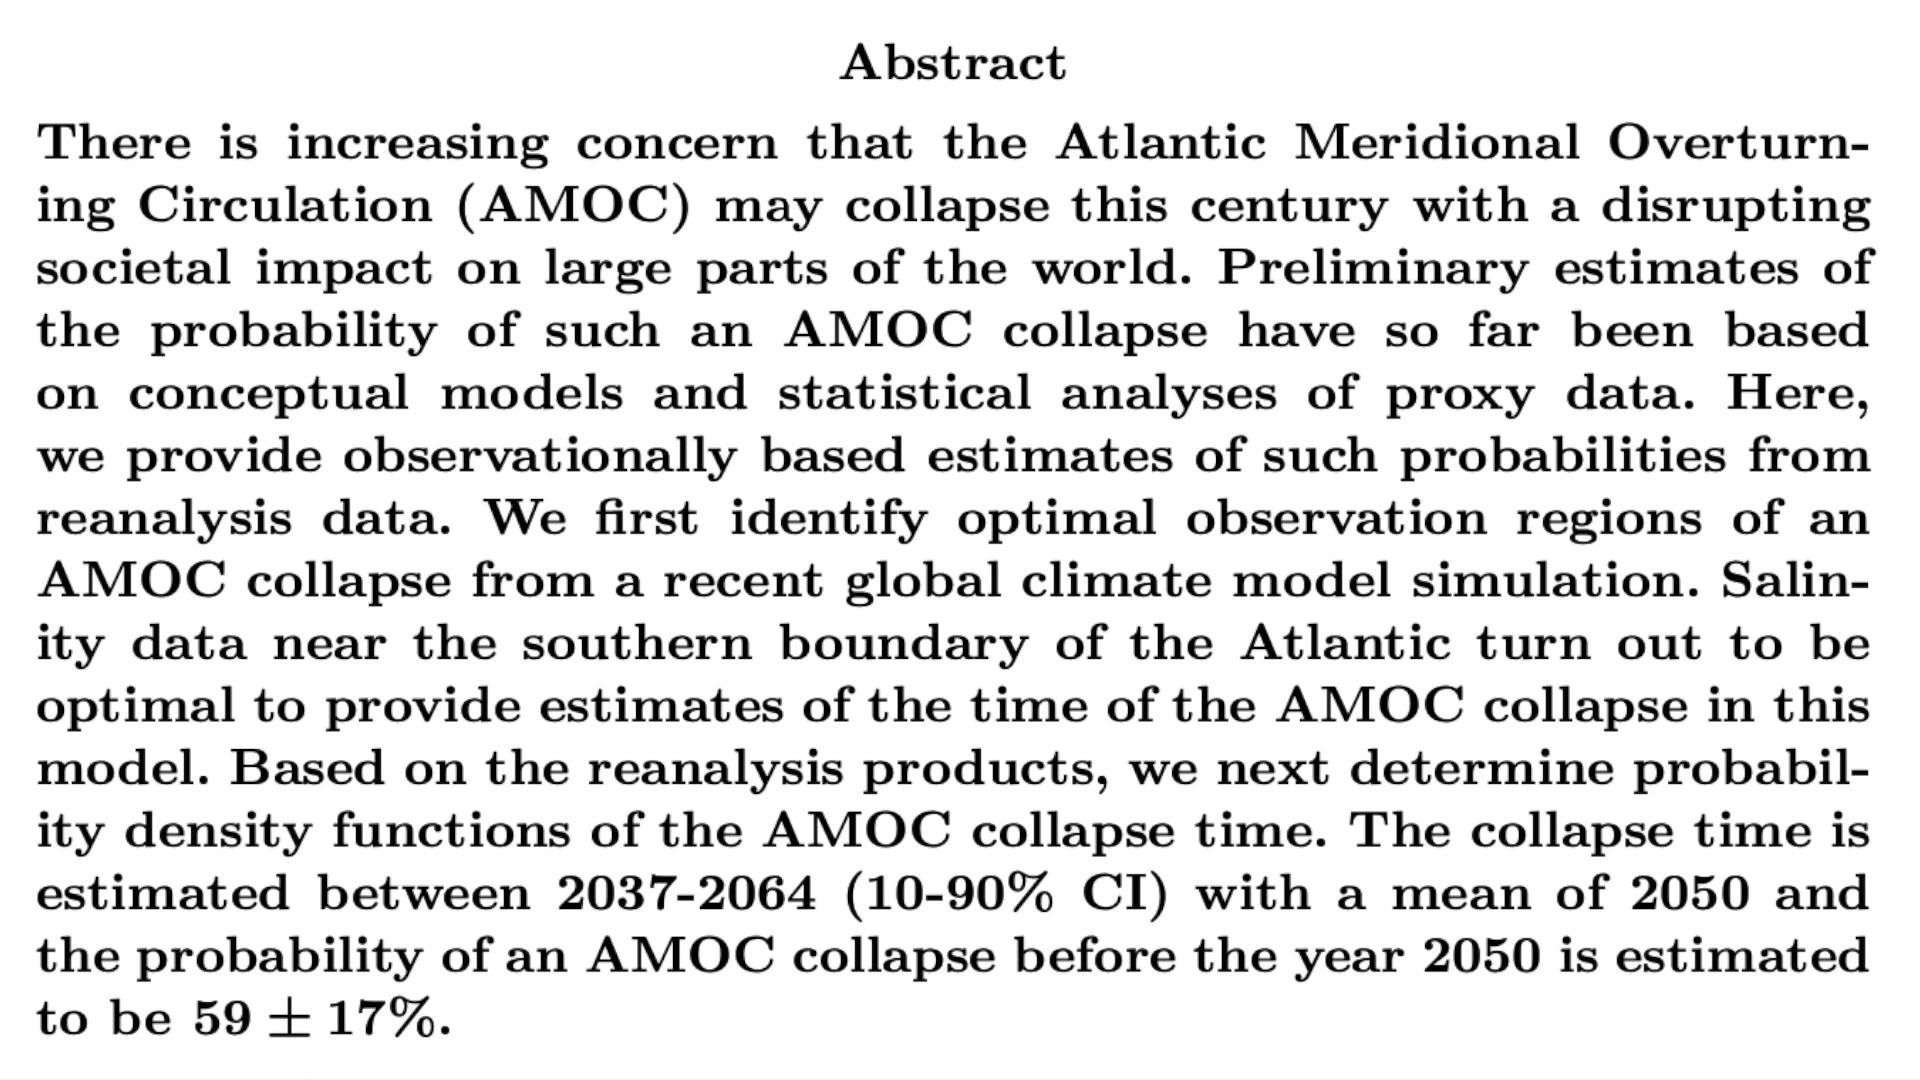 Abstract
There is increasing concern that the Atlantic Meridional Overturn-
ing Circulation (AMOC) may collapse this century with a disrupting
societal impact on large parts of the world. Preliminary estimates of
the probability of such an AMOC collapse have so far been based
on conceptual models and statistical analyses of proxy data. Here,
we provide observationally based estimates of such probabilities from
reanalysis data. We first identify optimal observation regions of an
AMOC collapse from a recent global climate model simulation. Salin-
ity data near the southern boundary of the Atlantic turn out to be
optimal to provide estimates of the time of the AMOC collapse in this
model. Based on the reanalysis products, we next determine probabil-
ity density functions of the AMOC collapse time. The collapse time is
estimated between 2037-2064 (10-90% CI) with a mean of 2050 and
the probability of an AMOC collapse before the year 2050 is estimated
to be 59 ± 17%.